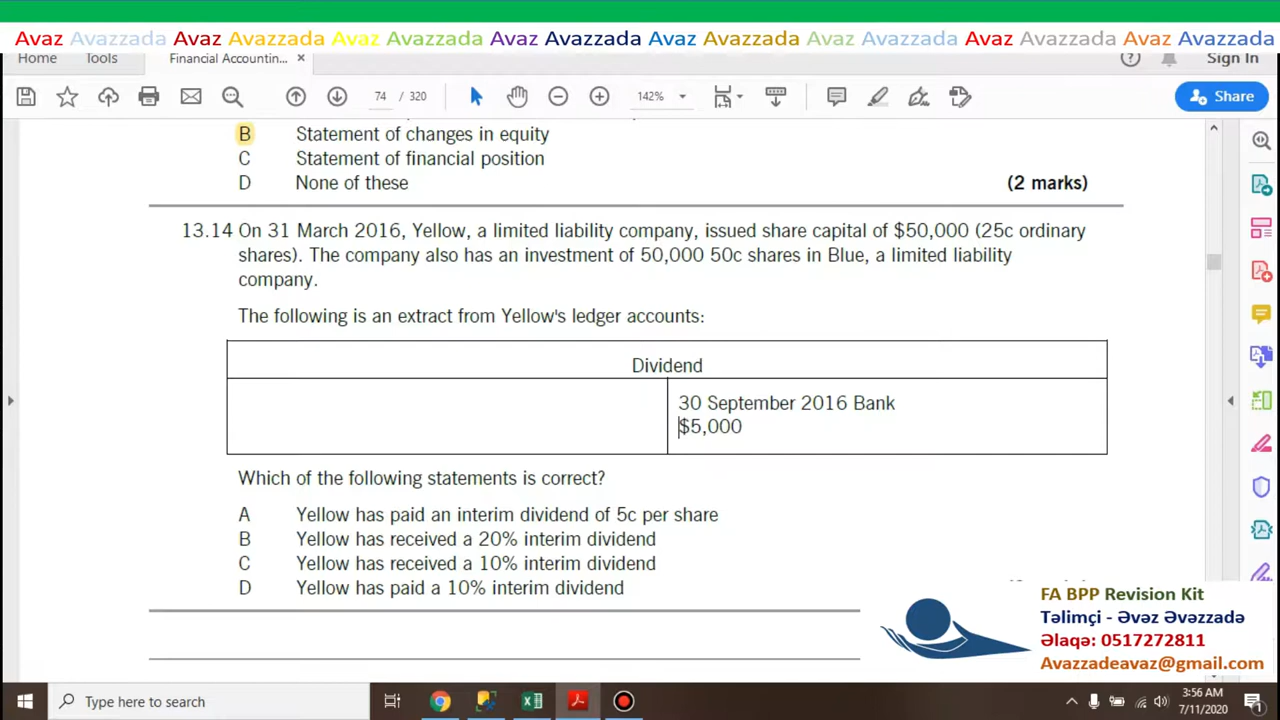 Avaz Avazzada Avaz Avazzada Avaz Avazzada Avaz Avazzada Avaz Avazzada Avaz Avazzada Avaz Avazzada Avaz Avazzada
Home Tools Financial Accountin... × Sign In
74 / 320 142% Share
B Statement of changes in equity
C Statement of financial position
D None of these (2 marks)
13.14 On 31 March 2016, Yellow, a limited liability company, issued share capital of $50,000 (25c ordinary
shares). The company also has an investment of 50,000 50c shares in Blue, a limited liability
company.
The following is an extract from Yellow's ledger accounts:
Dividend
30 September 2016 Bank
$5,000
Which of the following statements is correct?
A Yellow has paid an interim dividend of 5c per share
B Yellow has received a 20% interim dividend
C Yellow has received a 10% interim dividend
D Yellow has paid a 10% interim dividend
FA BPP Revision Kit
Təlimçi - Əvəz Əvəzzadə
Əlaqə: 0517272811
Avazzadeavaz@gmail.com
Type here to search
3:56 AM
7/11/2020